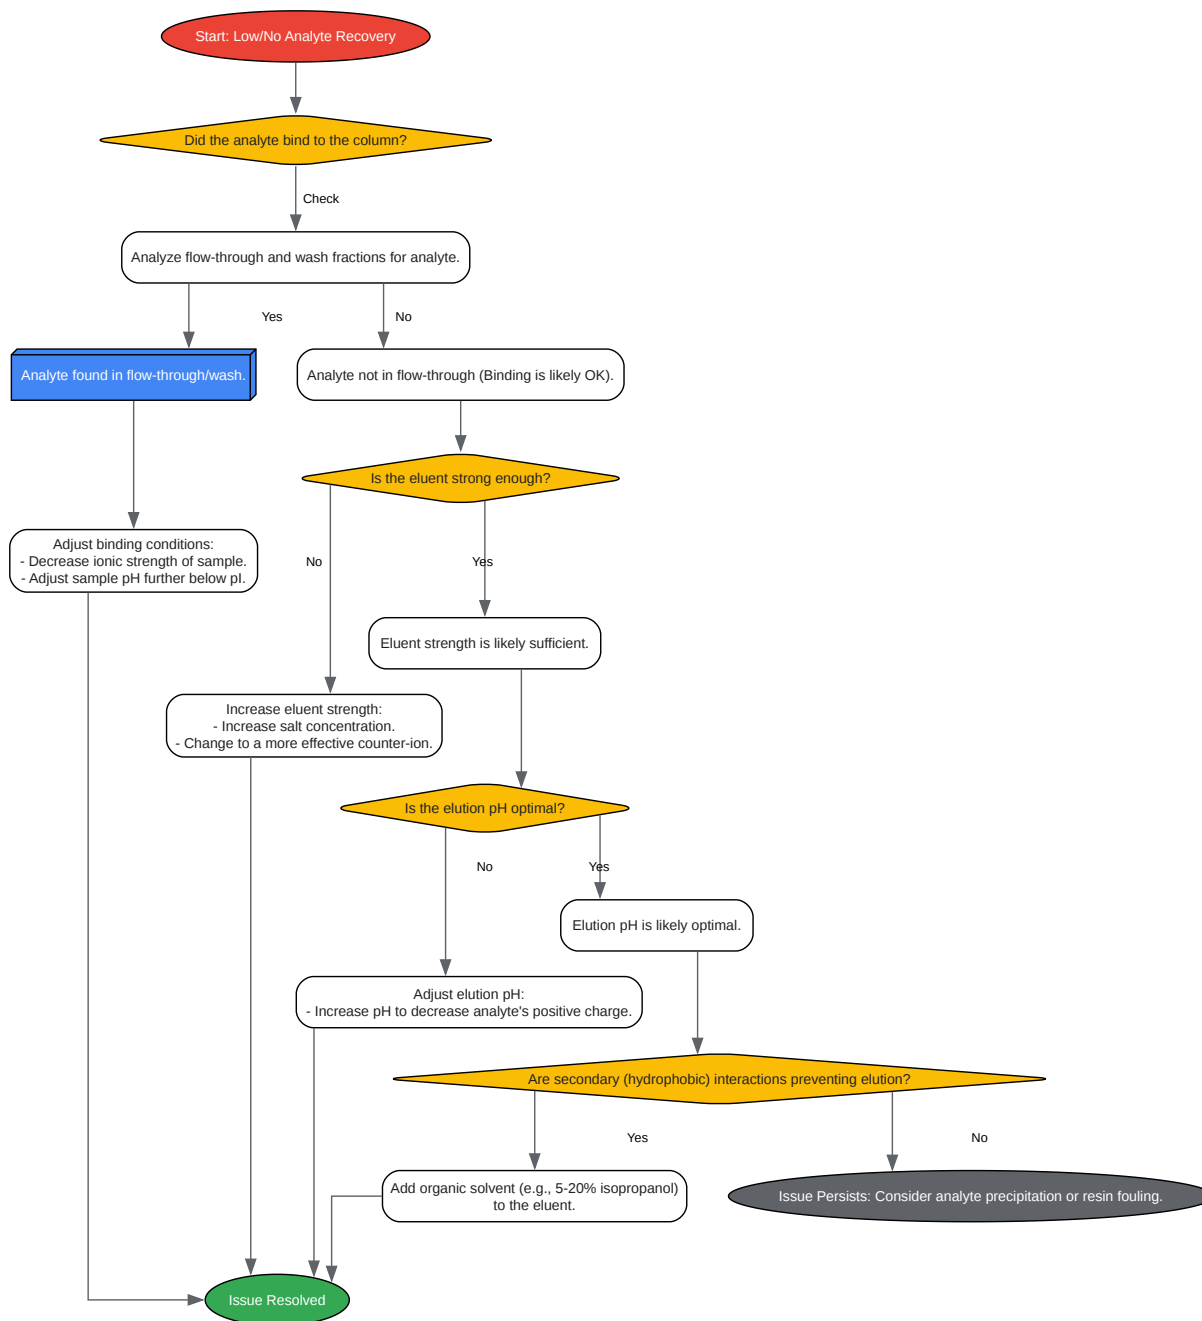 Start: Low/No Analyte Recovery
Did the analyte bind to the column?
Check
Analyze flow-through and wash fractions for analyte.
Yes
No
Analyte found in flow-through/wash.
Analyte not in flow-through (Binding is likely OK).
Is the eluent strong enough?
Adjust binding conditions:
- Decrease ionic strength of sample.
- Adjust sample pH further below pI.
No
Yes
Eluent strength is likely sufficient.
Increase eluent strength:
- Increase salt concentration.
- Change to a more effective counter-ion.
Is the elution pH optimal?
No
Yes
Elution pH is likely optimal.
Adjust elution pH:
- Increase pH to decrease analyte's positive charge.
Are secondary (hydrophobic) interactions preventing elution?
Yes
No
Add organic solvent (e.g., 5-20% isopropanol)
to the eluent.
Issue Persists: Consider analyte precipitation or resin fouling.
Issue Resolved